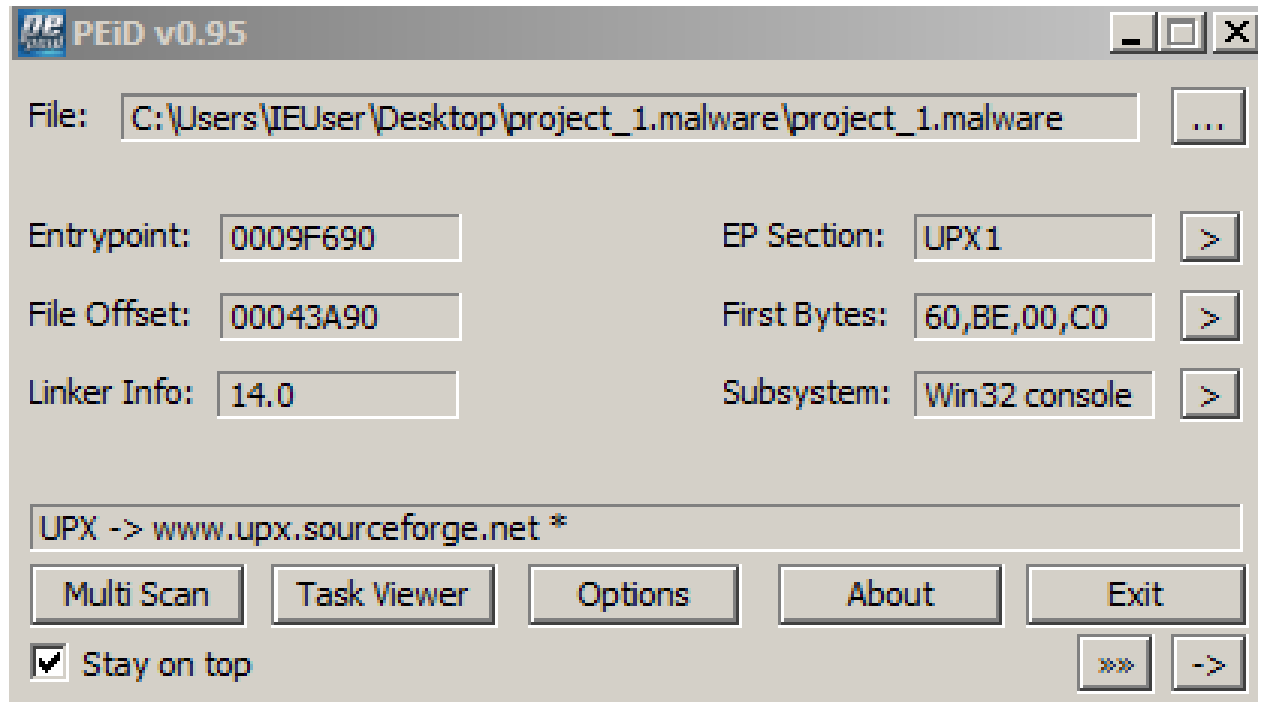 PEiD v0.95
File: C:\Users\IEUser\Desktop\project_1.malware\project_1.malware ...
Entrypoint: 0009F690 EP Section: UPX1 >
File Offset: 00043A90 First Bytes: 60,BE,00,C0 >
Linker Info: 14.0 Subsystem: Win32 console >
UPX -> www.upx.sourceforge.net *
Multi Scan Task Viewer Options About Exit
Stay on top »» ->